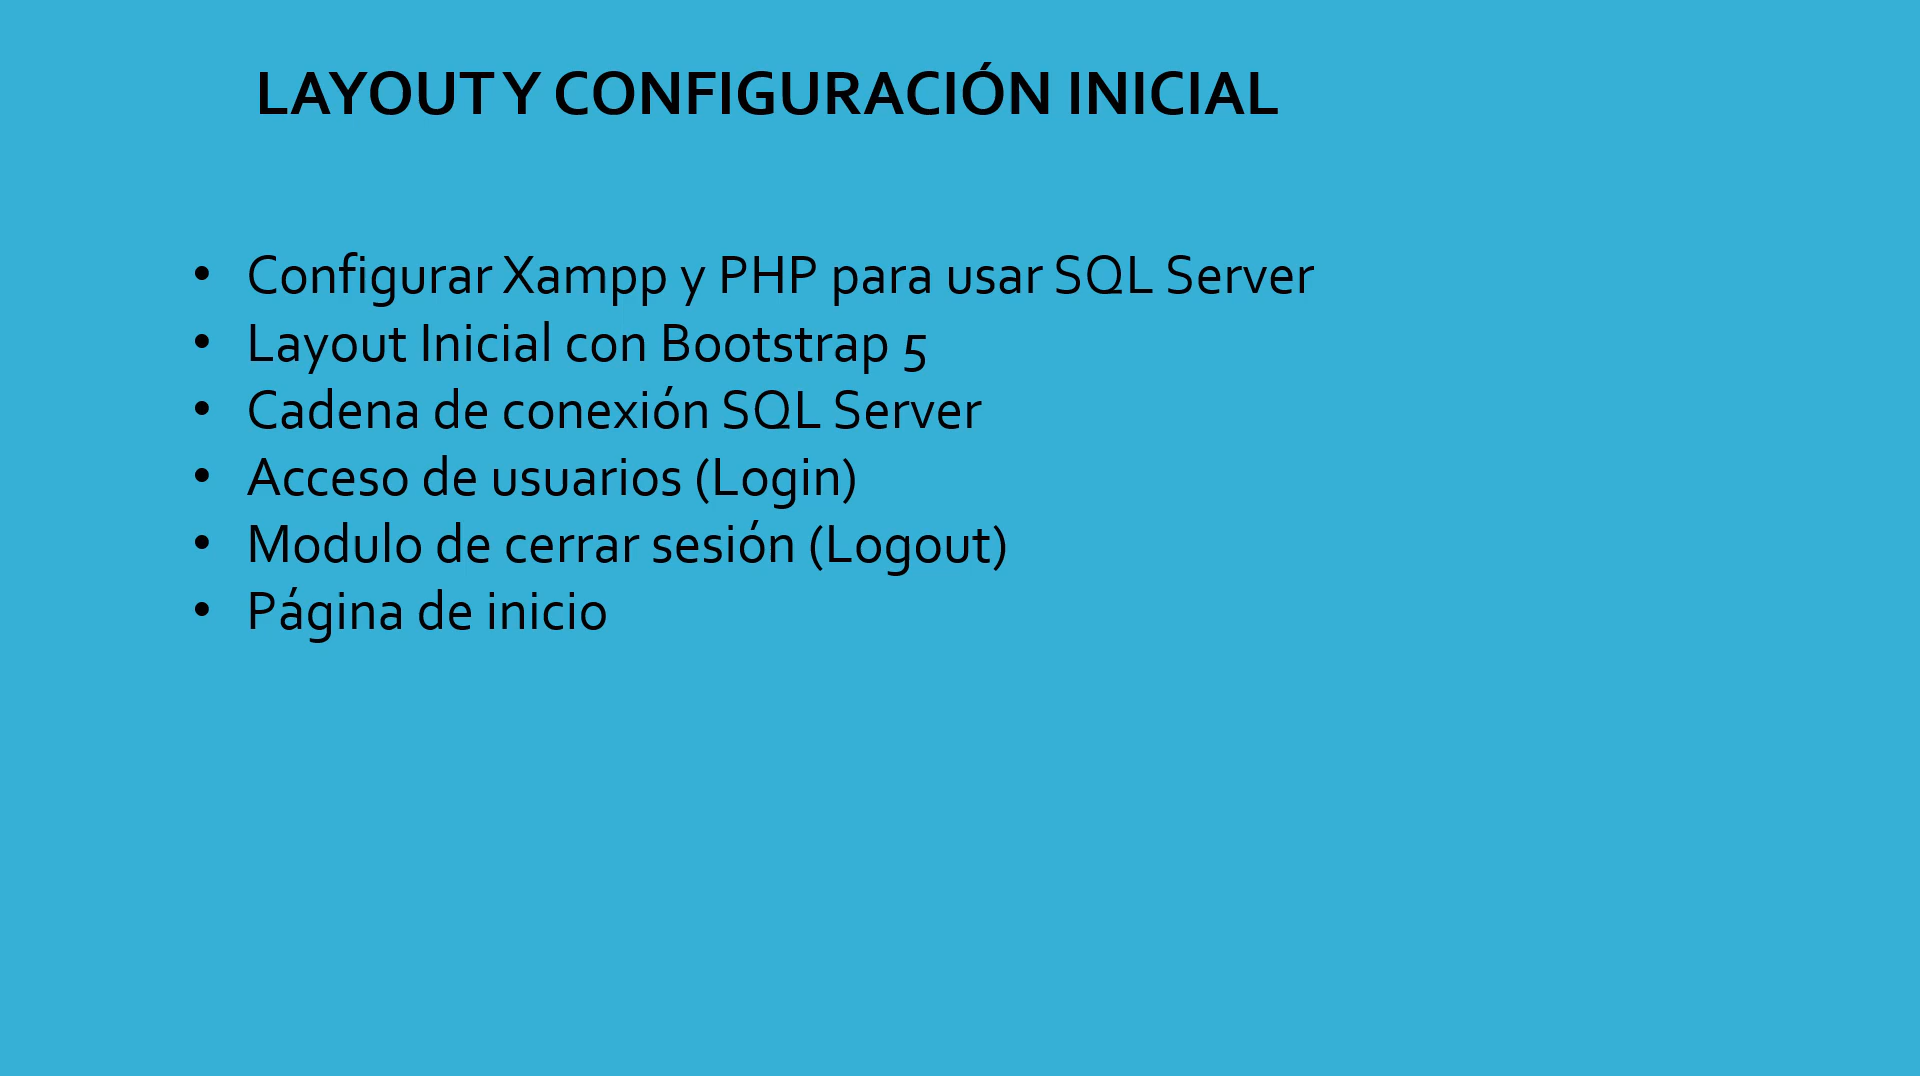 LAYOUT Y CONFIGURACIÓN INICIAL
• Configurar Xampp y PHP para usar SQL Server
• Layout Inicial con Bootstrap 5
• Cadena de conexión SQL Server
• Acceso de usuarios (Login)
• Modulo de cerrar sesión (Logout)
• Página de inicio